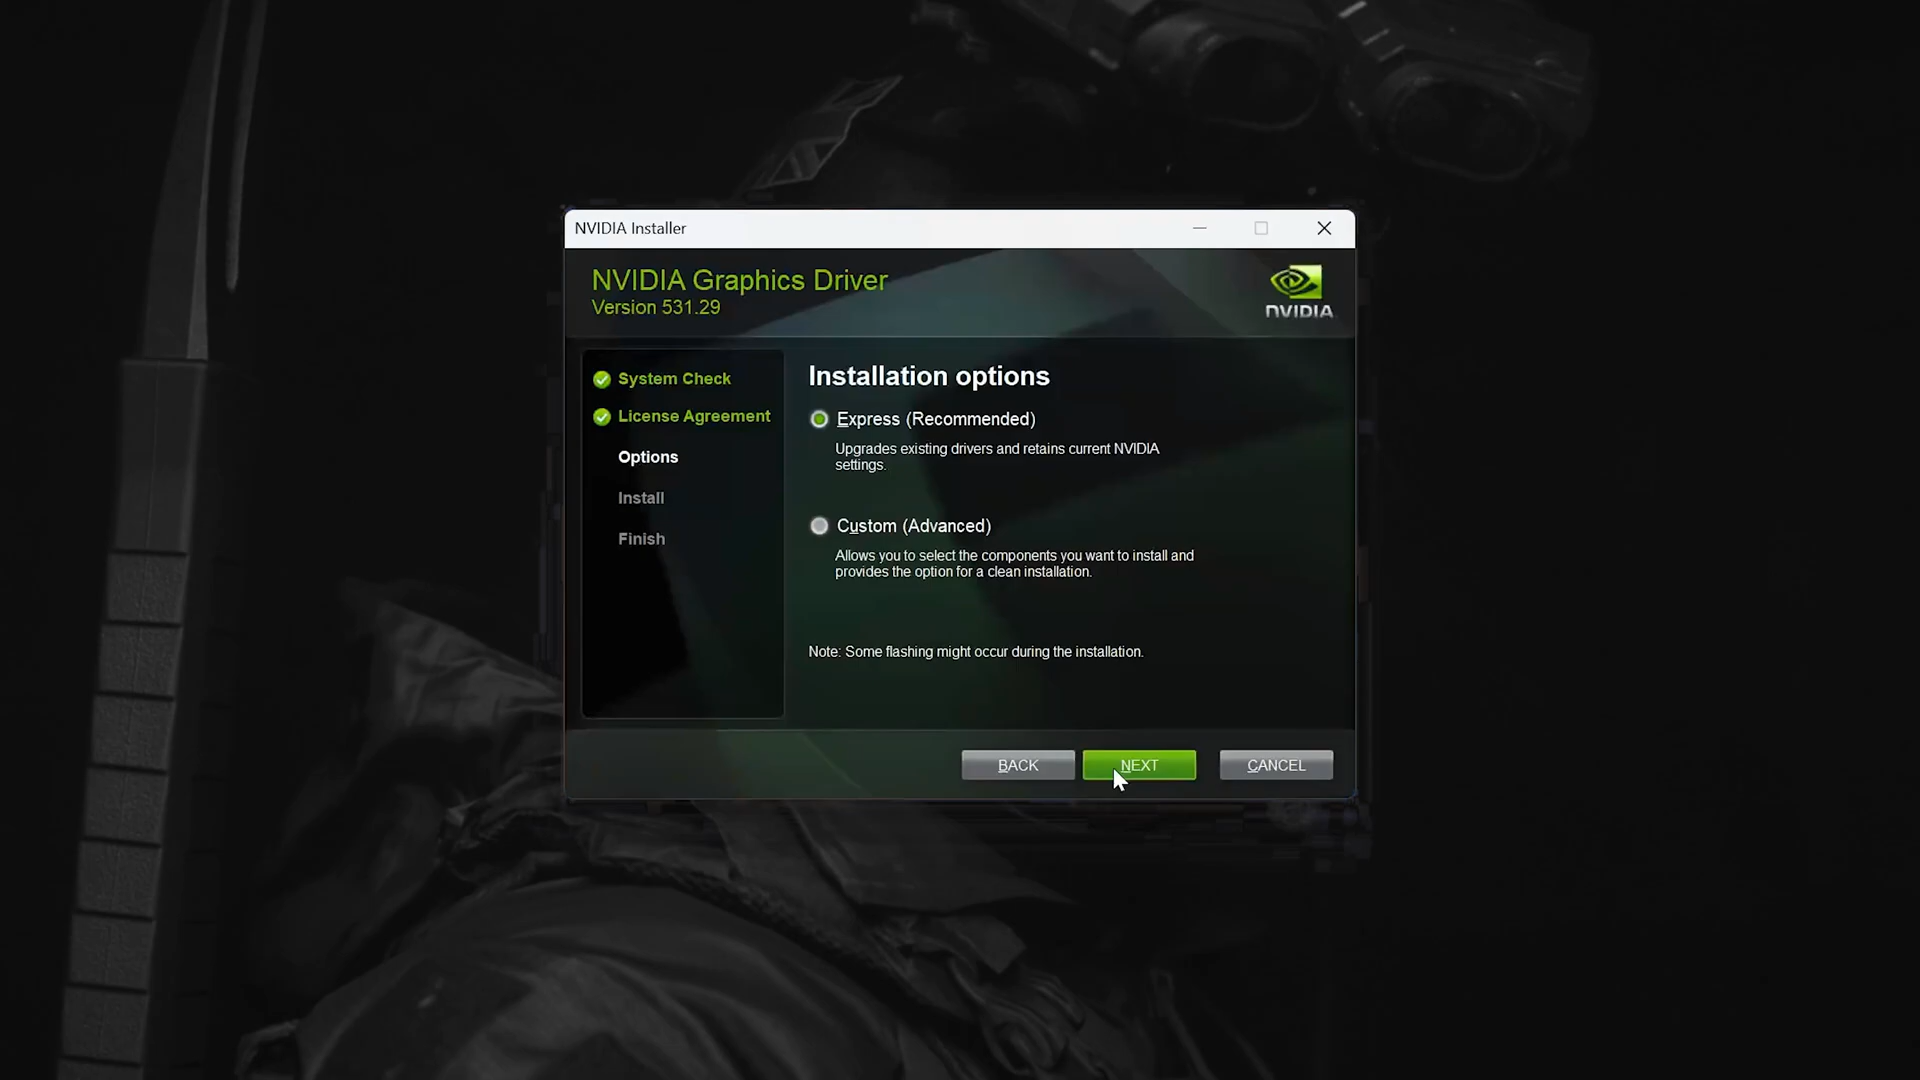 NVIDIA Installer
NVIDIA Graphics Driver
Version 531.29
NVIDIA
System Check
License Agreement
Options
Install
Finish
Installation options
Express (Recommended)
Upgrades existing drivers and retains current NVIDIA
settings.
Custom (Advanced)
Allows you to select the components you want to install and
provides the option for a clean installation.
Note: Some flashing might occur during the installation.
BACK
NEXT
CANCEL